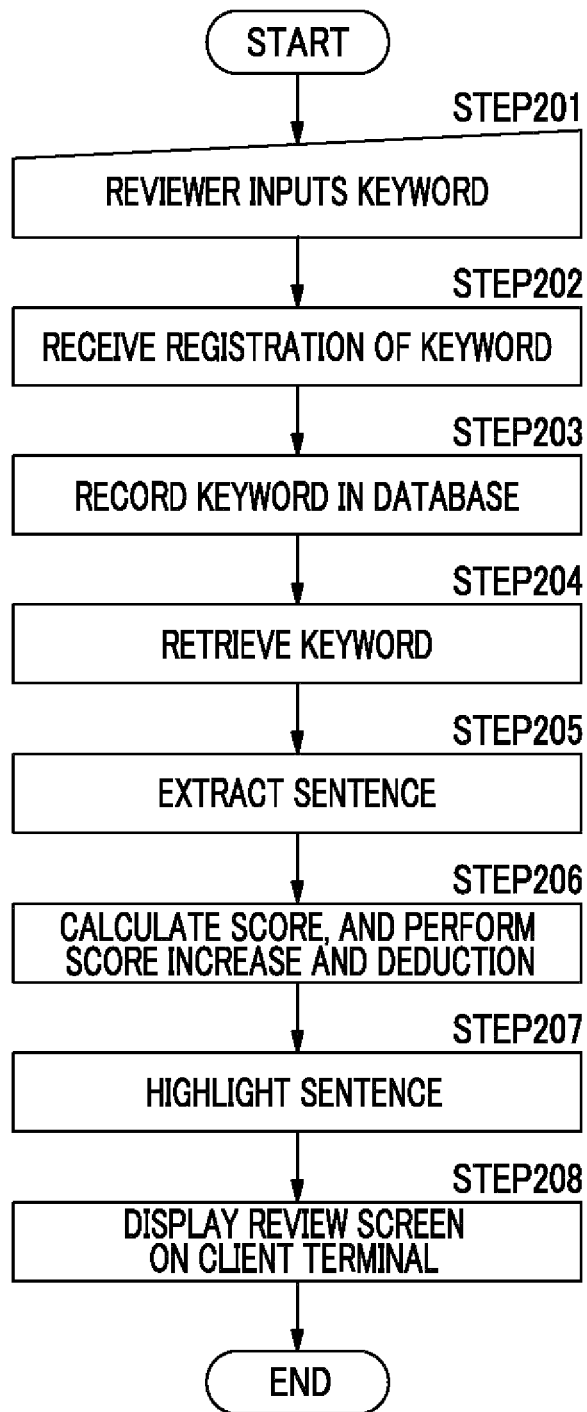 START
STEP201
REVIEWER INPUTS KEYWORD
STEP202
RECEIVE REGISTRATION OF KEYWORD
STEP203
RECORD KEYWORD IN DATABASE
STEP204
RETRIEVE KEYWORD
STEP205
EXTRACT SENTENCE
STEP206
CALCULATE SCORE, AND PERFORM
SCORE INCREASE AND DEDUCTION
STEP207
HIGHLIGHT SENTENCE
STEP208
DISPLAY REVIEW SCREEN
ON CLIENT TERMINAL
END